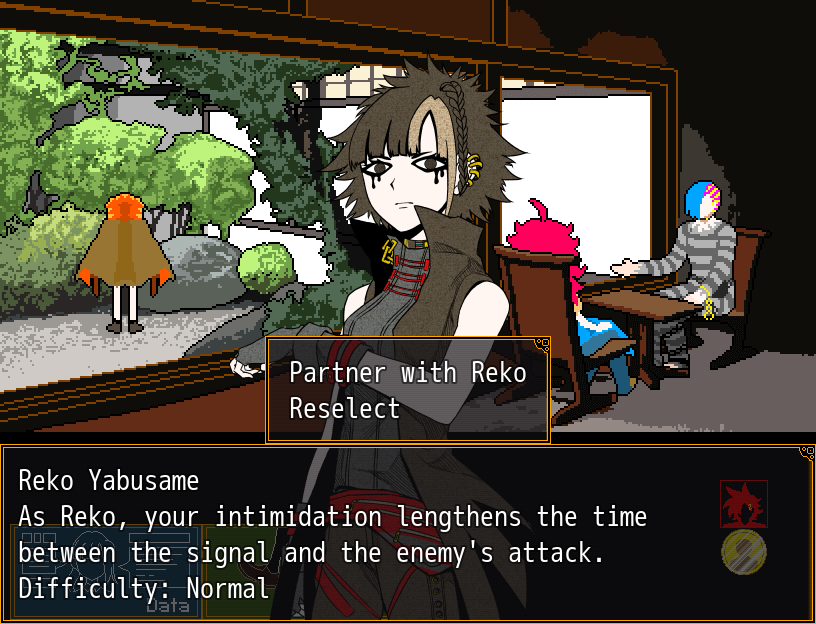 Partner with Reko
Reselect
Reko Yabusame
As Reko, your intimidation lengthens the time
between the signal and the enemy's attack.
Difficulty: Normal
Data